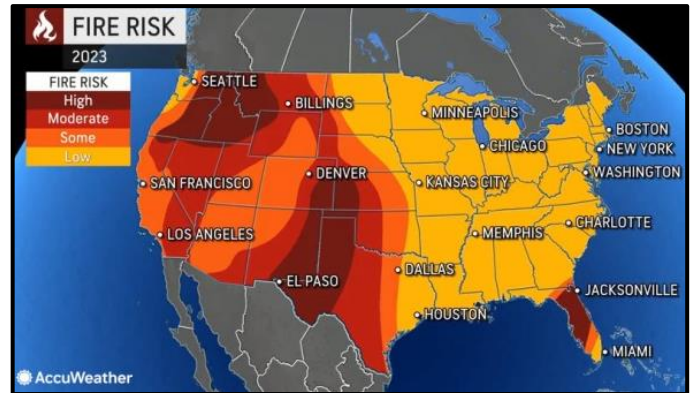 FIRE RISK
2023
FIRE RISK
High
Moderate
Some
Low
SEATTLE
BILLINGS
MINNEAPOLIS
BOSTON
CHICAGO
NEW YORK
SAN FRANCISCO
DENVER
KANSAS CITY
WASHINGTON
LOS ANGELES
MEMPHIS
CHARLOTTE
EL PASO
DALLAS
JACKSONVILLE
HOUSTON
MIAMI
AccuWeather